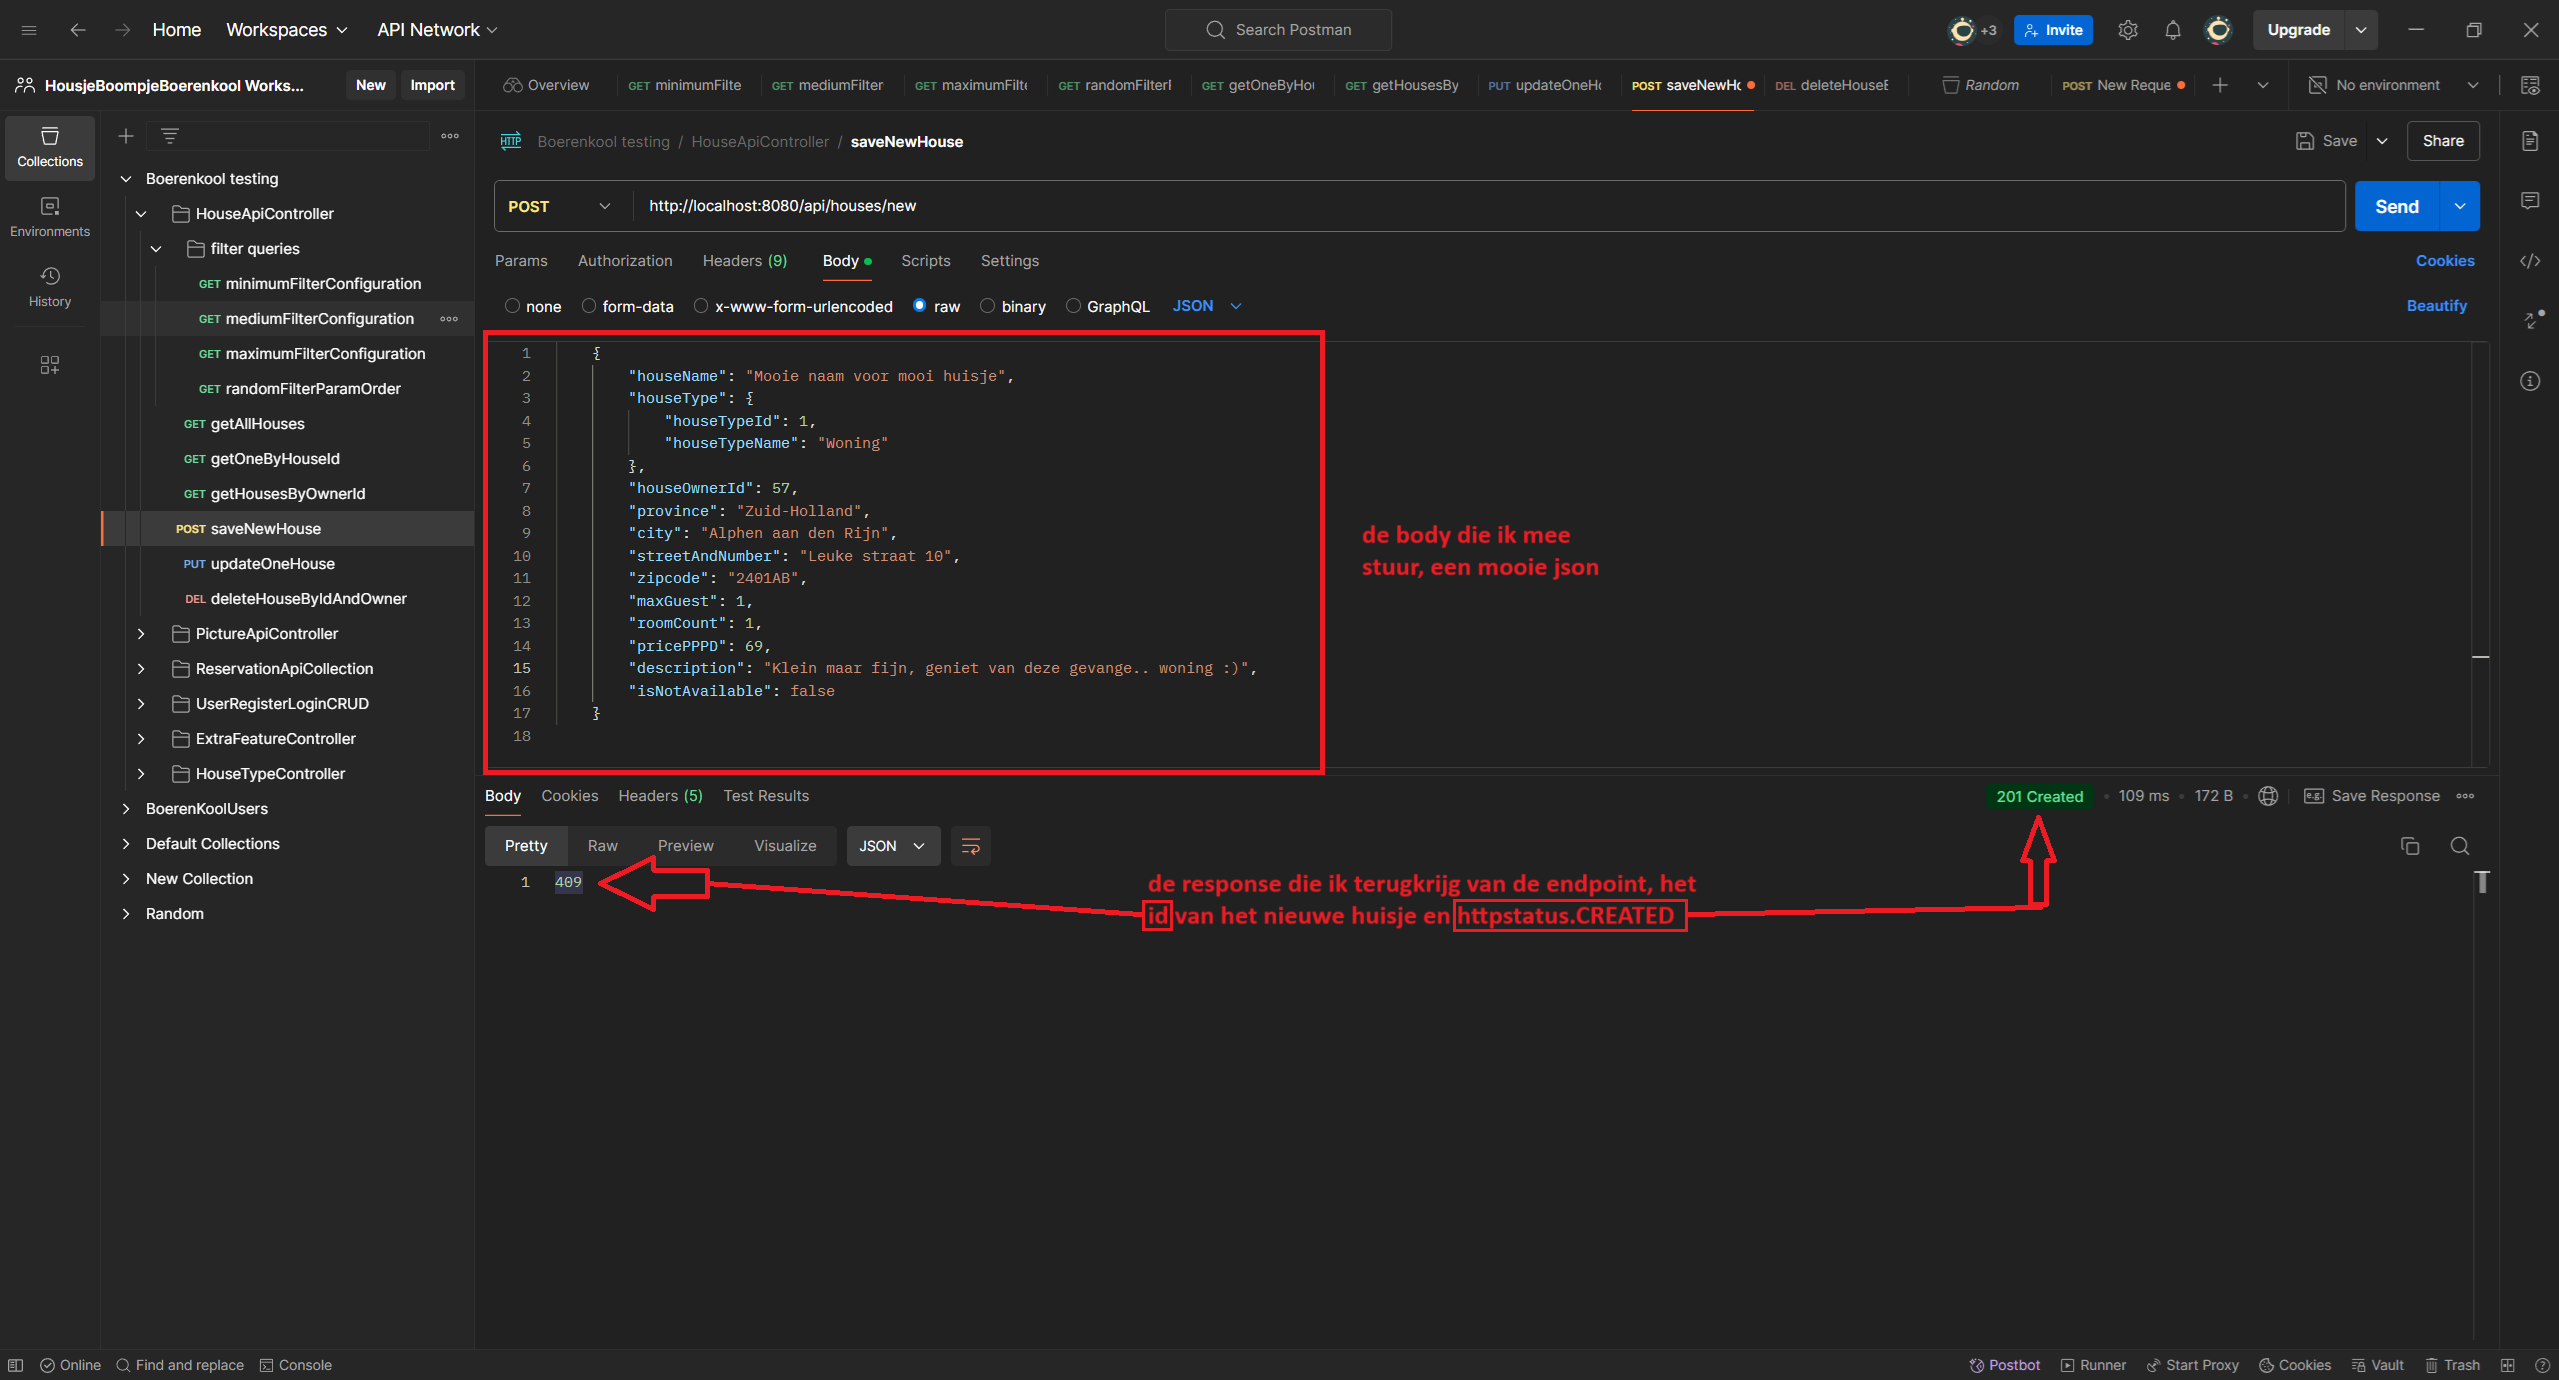 Home Workspaces API Network Search Postman +3 Invite Upgrade
HousjeBoompjeBoerenkool Works... New Import
Overview GET minimumFilte GET mediumFilter GET maximumFilte GET randomFilterF GET getOneByHou GET getHousesBy PUT updateOneHo POST saveNewHo DEL deleteHouseE Random POST New Reque No environment
Collections
Environments
History
Boerenkool testing
HouseApiController
filter queries
GET minimumFilterConfiguration
GET mediumFilterConfiguration
GET maximumFilterConfiguration
GET randomFilterParamOrder
GET getAllHouses
GET getOneByHouseId
GET getHousesByOwnerId
POST saveNewHouse
PUT updateOneHouse
DEL deleteHouseByIdAndOwner
PictureApiController
ReservationApiCollection
UserRegisterLoginCRUD
ExtraFeatureController
HouseTypeController
BoerenKoolUsers
Default Collections
New Collection
Random
HTTP Boerenkool testing / HouseApiController / saveNewHouse Save Share
POST http://localhost:8080/api/houses/new Send
Params Authorization Headers (9) Body Scripts Settings Cookies
none form-data x-www-form-urlencoded raw binary GraphQL JSON Beautify
1 {
2 "houseName": "Mooie naam voor mooi huisje",
3 "houseType": {
4 "houseTypeId": 1,
5 "houseTypeName": "Woning"
6 },
7 "houseOwnerId": 57,
8 "province": "Zuid-Holland",
9 "city": "Alphen aan den Rijn",
10 "streetAndNumber": "Leuke straat 10",
11 "zipcode": "2401AB",
12 "maxGuest": 1,
13 "roomCount": 1,
14 "pricePPPD": 69,
15 "description": "Klein maar fijn, geniet van deze gevange.. woning :)",
16 "isNotAvailable": false
17 }
18
de body die ik mee
stuur, een mooie json
Body Cookies Headers (5) Test Results 201 Created 109 ms 172 B e.g. Save Response
Pretty Raw Preview Visualize JSON
1 409
de response die ik terugkrijg van de endpoint, het
id van het nieuwe huisje en httpstatus.CREATED
T
Online Find and replace Console Postbot Runner Start Proxy Cookies Vault Trash